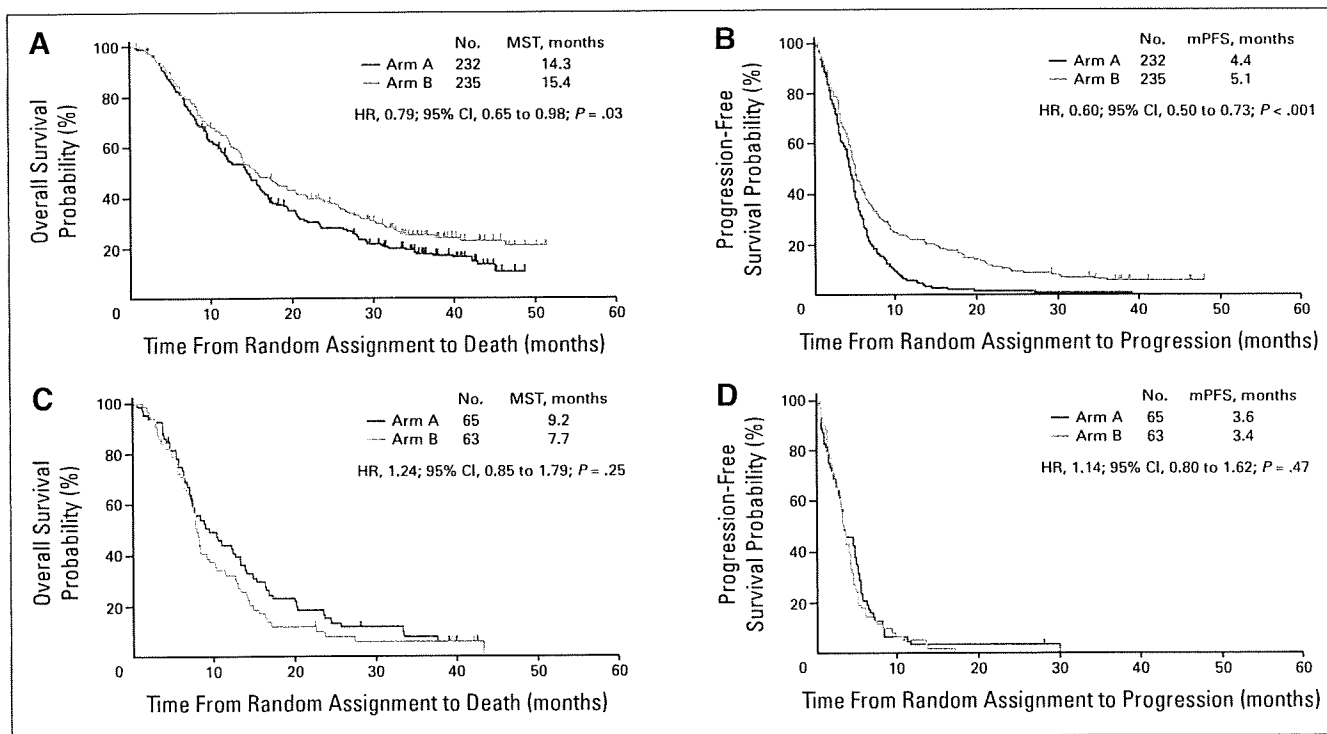 A
No. MST, months
Arm A 232 14.3
Arm B 235 15.4
HR, 0.79; 95% CI, 0.65 to 0.98; P = .03
Overall Survival
Probability (%)
100
80
60
40
20
0 10 20 30 40 50 60
Time From Random Assignment to Death (months)
B
No. mPFS, months
Arm A 232 4.4
Arm B 235 5.1
HR, 0.60; 95% CI, 0.50 to 0.73; P < .001
Progression-Free
Survival Probability (%)
100
80
60
40
20
0 10 20 30 40 50 60
Time From Random Assignment to Progression (months)
C
No. MST, months
Arm A 65 9.2
Arm B 63 7.7
HR, 1.24; 95% CI, 0.85 to 1.79; P = .25
Overall Survival
Probability (%)
100
80
60
40
20
0 10 20 30 40 50 60
Time From Random Assignment to Death (months)
D
No. mPFS, months
Arm A 65 3.6
Arm B 63 3.4
HR, 1.14; 95% CI, 0.80 to 1.62; P = .47
Progression-Free
Survival Probability (%)
100
80
60
40
20
0 10 20 30 40 50 60
Time From Random Assignment to Progression (months)